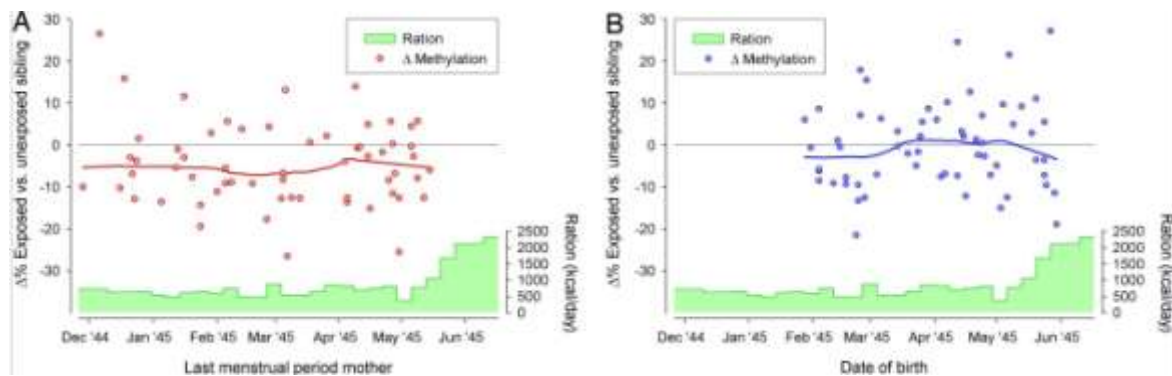 A
30
20
10
0
-10
-20
-30
Δ% Exposed vs. unexposed sibling
Ration
Δ Methylation
2500
2000
1500
1000
500
0
Ration (kcal/day)
Dec '44 Jan '45 Feb '45 Mar '45 Apr '45 May '45 Jun '45
Last menstrual period mother
B
30
20
10
0
-10
-20
-30
Δ% Exposed vs. unexposed sibling
Ration
Δ Methylation
2500
2000
1500
1000
500
0
Ration (kcal/day)
Dec '44 Jan '45 Feb '45 Mar '45 Apr '45 May '45 Jun '45
Date of birth